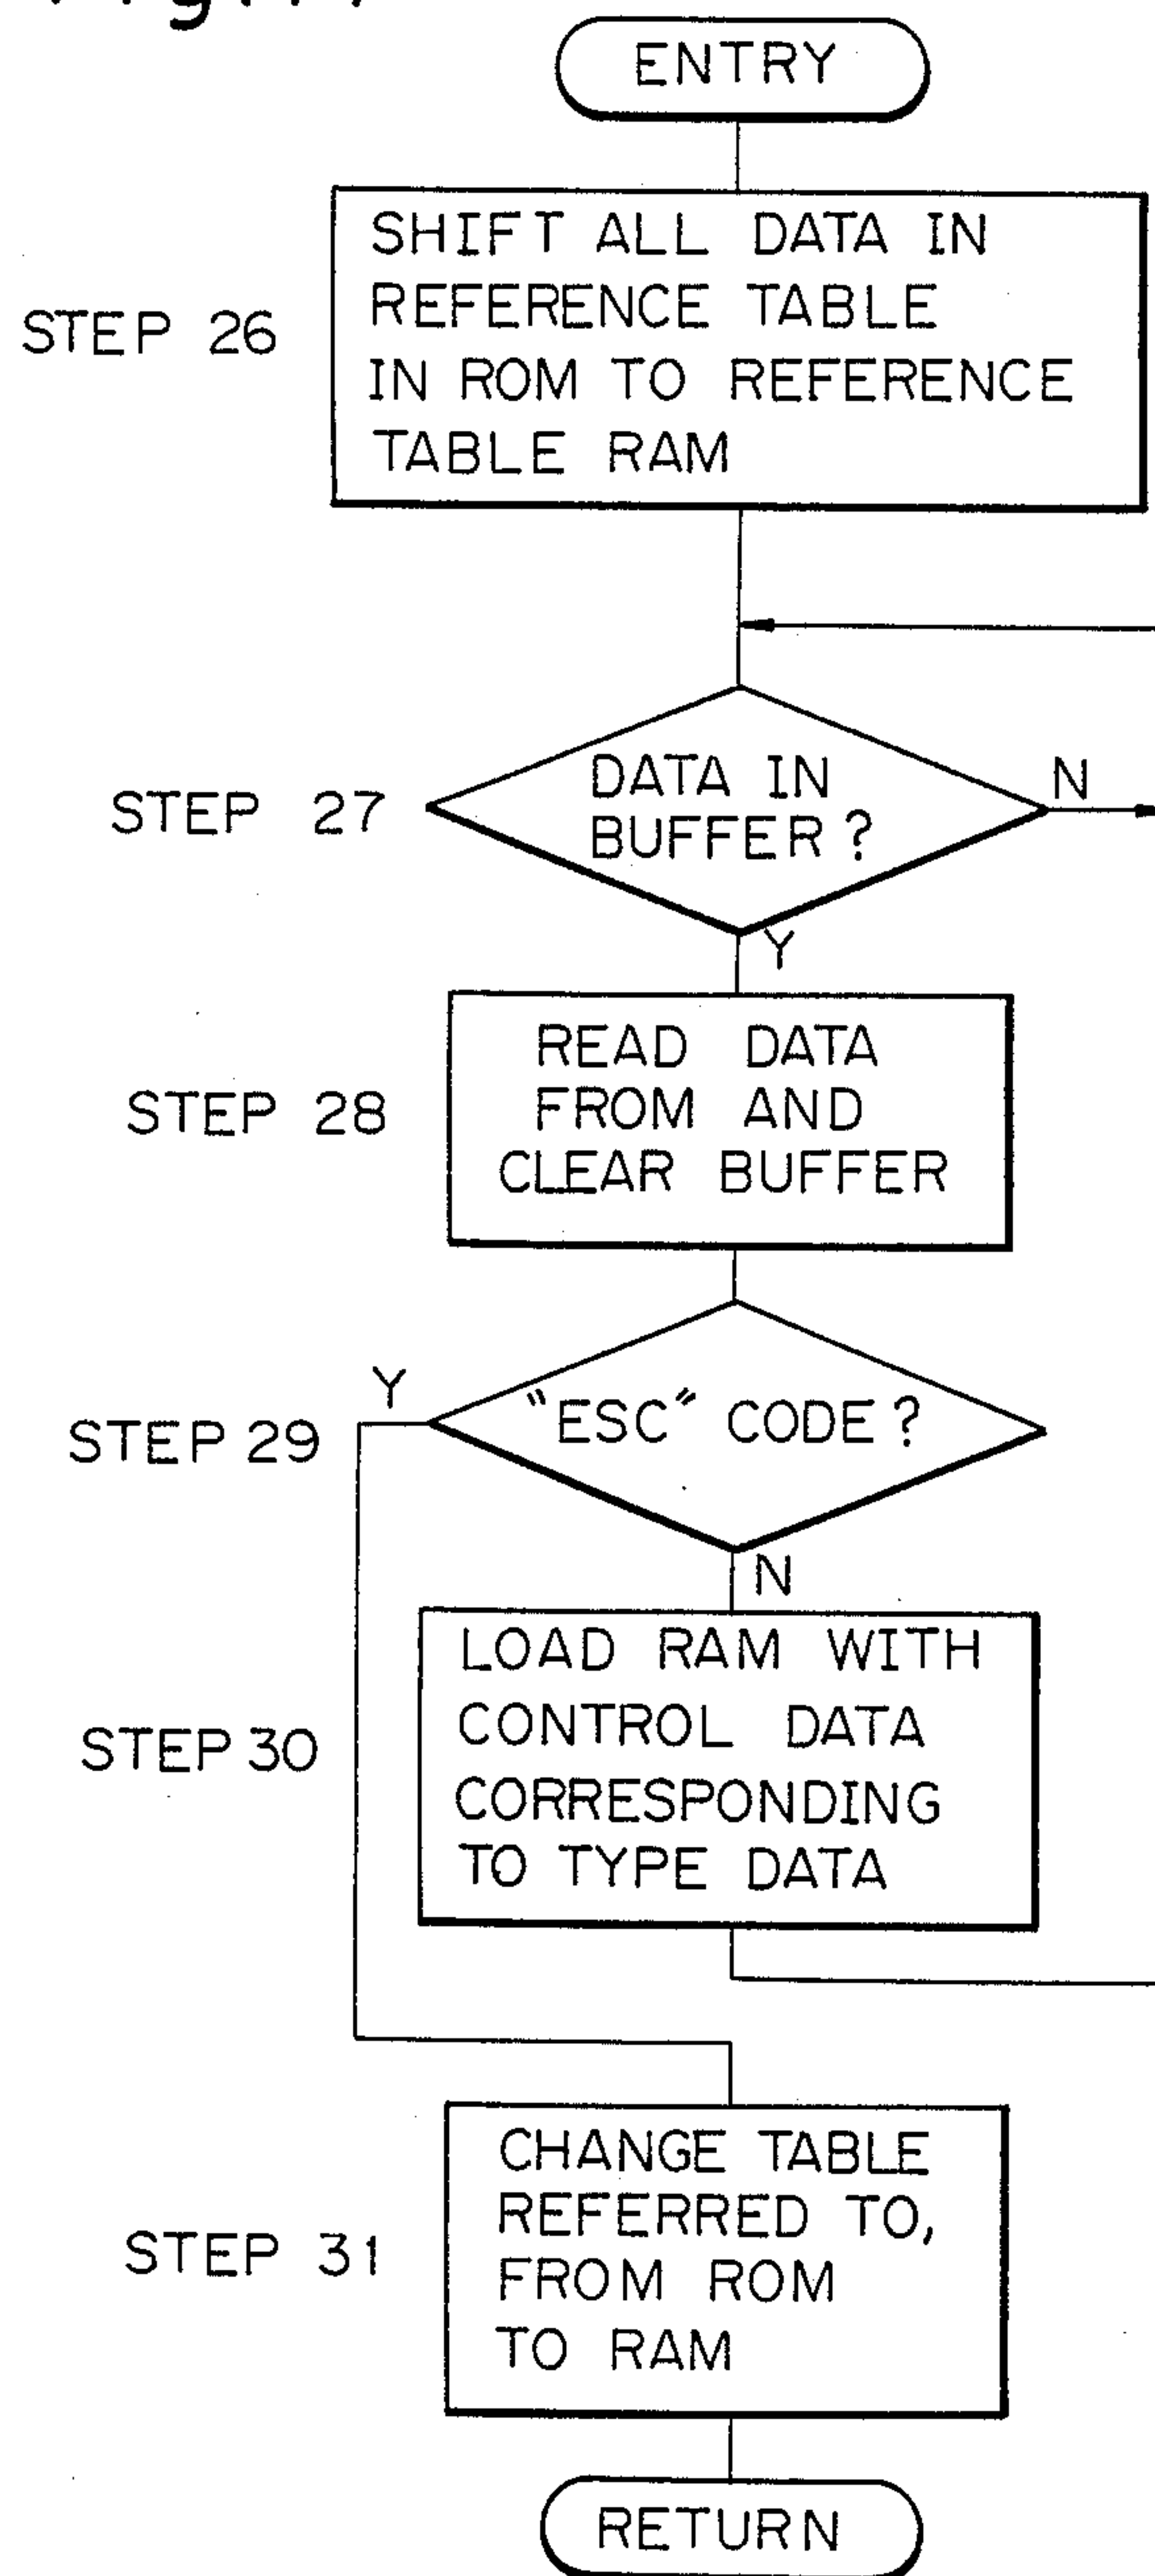 ENTRY
SHIFT ALL DATA IN
REFERENCE TABLE
IN ROM TO REFERENCE
TABLE RAM
STEP 26
DATA IN
BUFFER?
N
STEP 27
Y
READ DATA
FROM AND
CLEAR BUFFER
STEP 28
Y
"ESC" CODE?
STEP 29
N
LOAD RAM WITH
CONTROL DATA
CORRESPONDING
TO TYPE DATA
STEP 30
CHANGE TABLE
REFERRED TO,
FROM ROM
TO RAM
STEP 31
RETURN